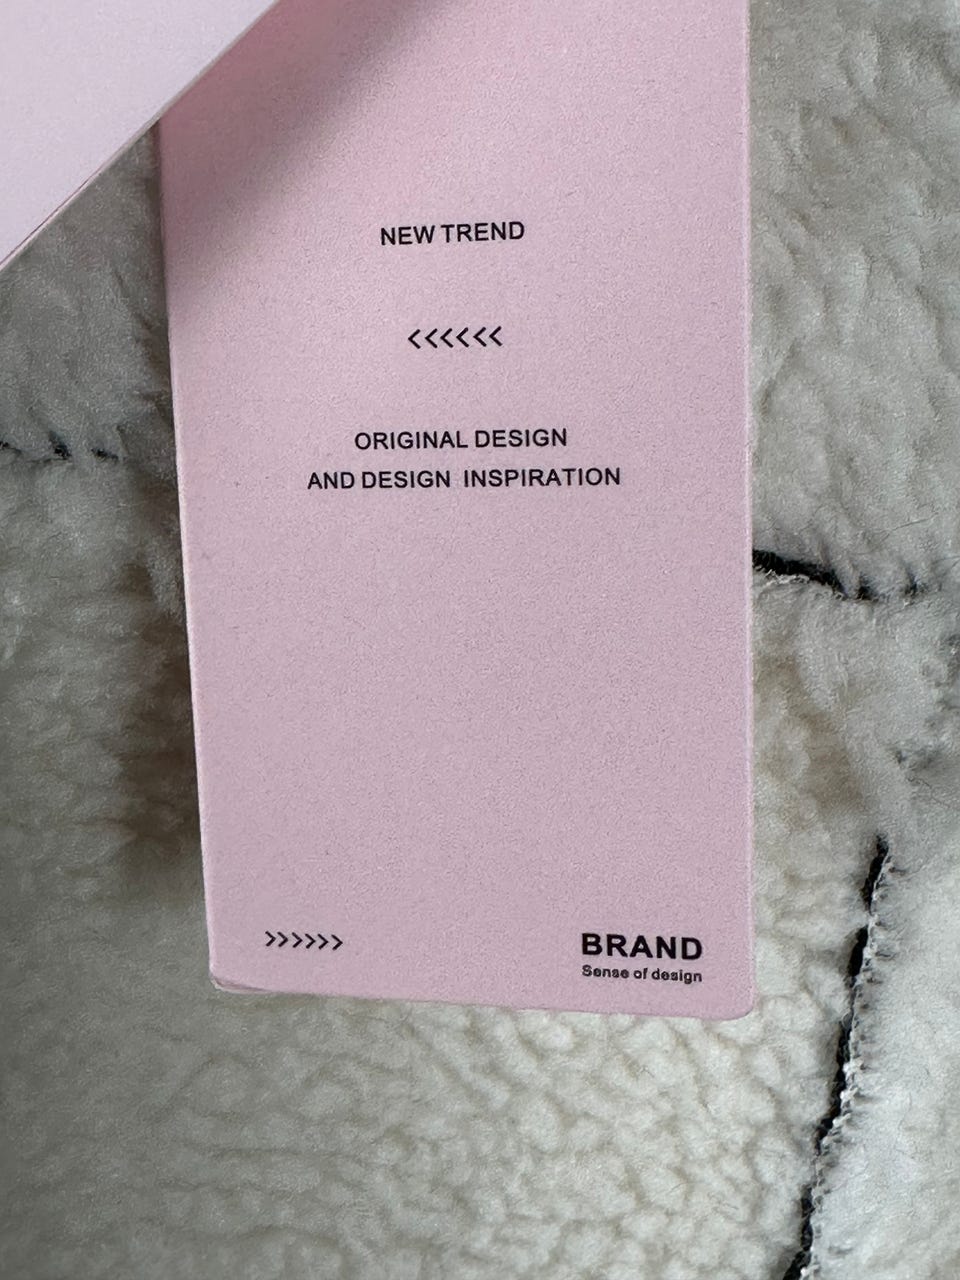 NEW TREND
<<<<<<
ORIGINAL DESIGN
AND DESIGN INSPIRATION
>>>>>>
BRAND
Sense of design